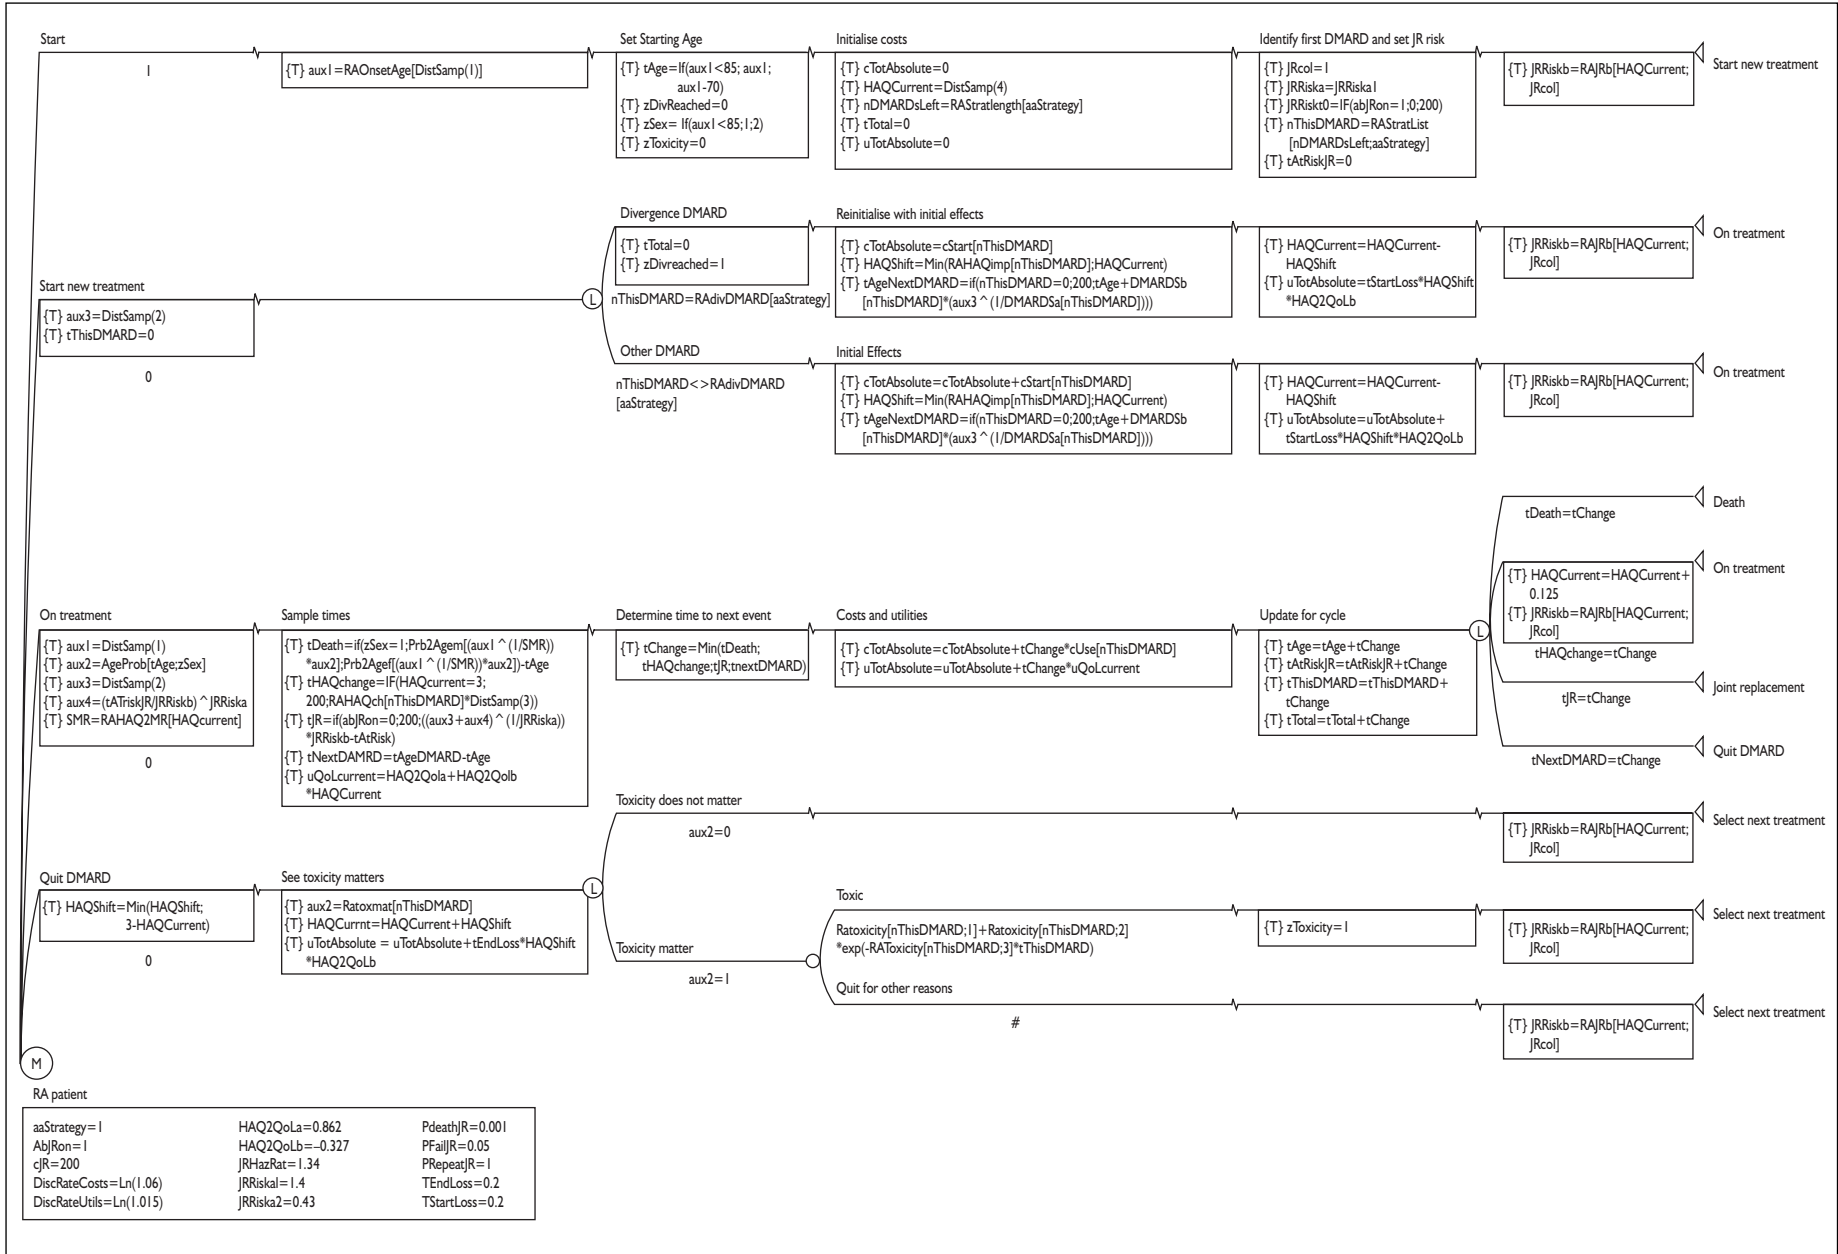 Start
1
{T} aux1=RAOnsetAge[DistSamp(1)]
Set Starting Age
{T} tAge=If(aux1<85; aux1;
aux1-70)
{T} zDivReached=0
{T} zSex= If(aux1<85;1;2)
{T} zToxicity=0
Initialise costs
{T} cTotAbsolute=0
{T} HAQCurrent=DistSamp(4)
{T} nDMARDsLeft=RAStratlength[aaStrategy]
{T} tTotal=0
{T} uTotAbsolute=0
Identify first DMARD and set JR risk
{T} JRcol=1
{T} JRRiska=JRRiska1
{T} JRRiskt0=IF(abJRon=1;0;200)
{T} nThisDMARD=RAStratList
[nDMARDsLeft;aaStrategy]
{T} tAtRiskJR=0
{T} JRRiskb=RAJRb[HAQCurrent;
JRcol]
Start new treatment
Start new treatment
{T} aux3=DistSamp(2)
{T} tThisDMARD=0
0
L
Divergence DMARD
{T} tTotal=0
{T} zDivreached=1
nThisDMARD=RAdivDMARD[aaStrategy]
Reinitialise with initial effects
{T} cTotAbsolute=cStart[nThisDMARD]
{T} HAQShift=Min(RAHAQimp[nThisDMARD];HAQCurrent)
{T} tAgeNextDMARD=if(nThisDMARD=0;200;tAge+DMARDSb
[nThisDMARD]*(aux3^(1/DMARDSa[nThisDMARD])))
{T} HAQCurrent=HAQCurrent-
HAQShift
{T} uTotAbsolute=tStartLoss*HAQShift
*HAQ2QoLb
{T} JRRiskb=RAJRb[HAQCurrent;
JRcol]
On treatment
Other DMARD
nThisDMARD<>RAdivDMARD
[aaStrategy]
Initial Effects
{T} cTotAbsolute=cTotAbsolute+cStart[nThisDMARD]
{T} HAQShift=Min(RAHAQimp[nThisDMARD];HAQCurrent)
{T} tAgeNextDMARD=if(nThisDMARD=0;200;tAge+DMARDSb
[nThisDMARD]*(aux3^(1/DMARDSa[nThisDMARD])))
{T} HAQCurrent=HAQCurrent-
HAQShift
{T} uTotAbsolute=uTotAbsolute+
tStartLoss*HAQShift*HAQ2QoLb
{T} JRRiskb=RAJRb[HAQCurrent;
JRcol]
On treatment
On treatment
{T} aux1=DistSamp(1)
{T} aux2=AgeProb[tAge;zSex]
{T} aux3=DistSamp(2)
{T} aux4=(tATriskJR/JRRiskb)^JRRiska
{T} SMR=RAHAQ2MR[HAQcurrent]
0
Sample times
{T} tDeath=if(zSex=1;Prb2Agem[(aux1^(1/SMR))
*aux2];Prb2Agef[(aux1^(1/SMR))*aux2])-tAge
{T} tHAQchange=IF(HAQcurrent=3;
200;RAHAQch[nThisDMARD]*DistSamp(3))
{T} tJR=if(abJRon=0;200;((aux3+aux4)^(1/JRRiska))
*JRRiskb-tAtRisk)
{T} tNextDAMRD=tAgeDMARD-tAge
{T} uQoLcurrent=HAQ2Qola+HAQ2Qolb
*HAQCurrent
Determine time to next event
{T} tChange=Min(tDeath;
tHAQchange;tJR;tnextDMARD)
Costs and utilities
{T} cTotAbsolute=cTotAbsolute+tChange*cUse[nThisDMARD]
{T} uTotAbsolute=uTotAbsolute+tChange*uQoLcurrent
Update for cycle
{T} tAge=tAge+tChange
{T} tAtRiskJR=tAtRiskJR+tChange
{T} tThisDMARD=tThisDMARD+
tChange
{T} tTotal=tTotal+tChange
L
tDeath=tChange
Death
{T} HAQCurrent=HAQCurrent+
0.125
{T} JRRiskb=RAJRb[HAQCurrent;
JRcol]
tHAQchange=tChange
On treatment
tJR=tChange
Joint replacement
tNextDMARD=tChange
Quit DMARD
Quit DMARD
{T} HAQShift=Min(HAQShift;
3-HAQCurrent)
0
See toxicity matters
{T} aux2=Ratoxmat[nThisDMARD]
{T} HAQCurrnt=HAQCurrent+HAQShift
{T} uTotAbsolute = uTotAbsolute+tEndLoss*HAQShift
*HAQ2QoLb
L
Toxicity does not matter
aux2=0
{T} JRRiskb=RAJRb[HAQCurrent;
JRcol]
Select next treatment
Toxicity matter
aux2=1
Toxic
Ratoxicity[nThisDMARD;1]+Ratoxicity[nThisDMARD;2]
*exp(-RAToxicity[nThisDMARD;3]*tThisDMARD)
{T} zToxicity=1
{T} JRRiskb=RAJRb[HAQCurrent;
JRcol]
Select next treatment
Quit for other reasons
#
{T} JRRiskb=RAJRb[HAQCurrent;
JRcol]
Select next treatment
M
RA patient
aaStrategy=1
AbJRon=1
cJR=200
DiscRateCosts=Ln(1.06)
DiscRateUtils=Ln(1.015)
HAQ2QoLa=0.862
HAQ2QoLb=–0.327
JRHazRat=1.34
JRRiskal=1.4
JRRiska2=0.43
PdeathJR=0.001
PFailJR=0.05
PRepeatJR=1
TEndLoss=0.2
TStartLoss=0.2